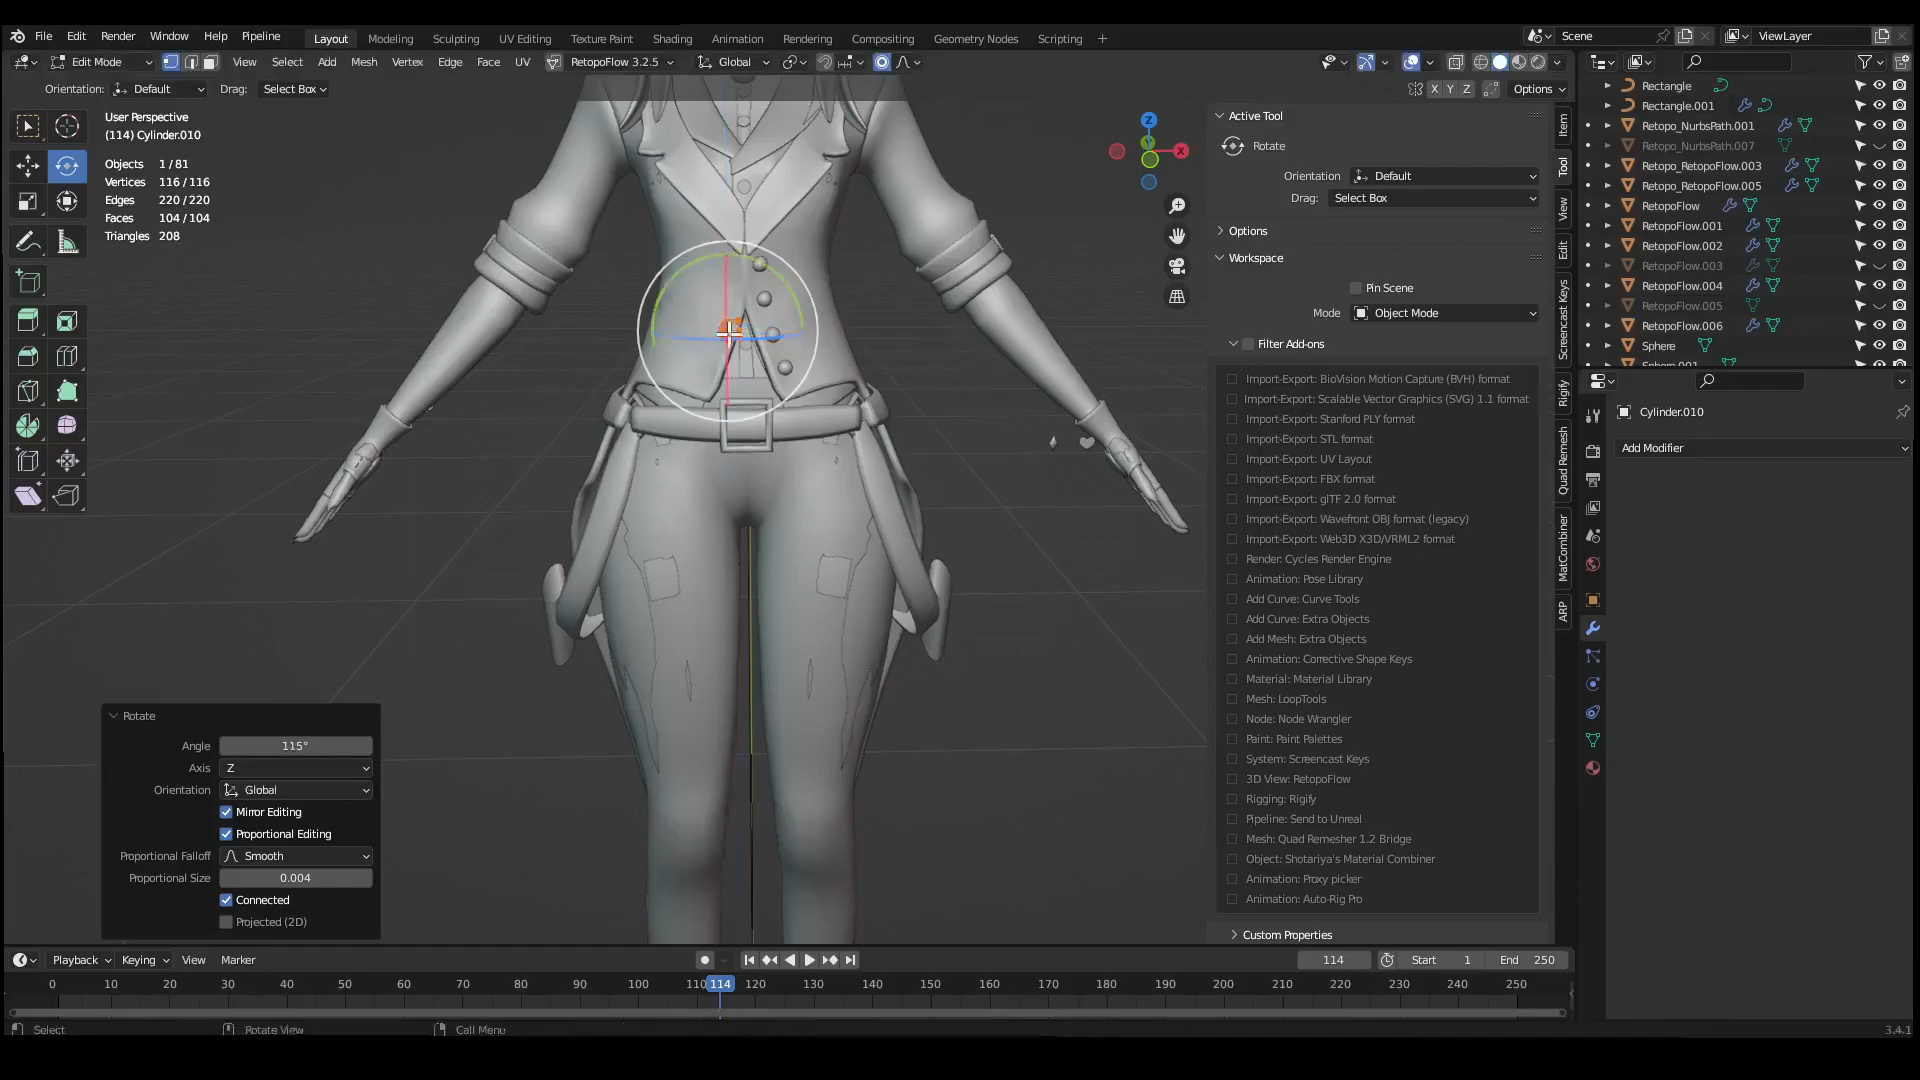 File Edit Render Window Help Pipeline Layout Modeling Sculpting UV Editing Texture Paint Shading Animation Rendering Compositing Geometry Nodes Scripting + Scene ViewLayer
Edit Mode View Select Add Mesh Vertex Edge Face UV RetopoFlow 3.2.5 Global
Orientation: Default Drag: Select Box X Y Z Options
User Perspective
(114) Cylinder.010
Objects 1 / 81
Vertices 116 / 116
Edges 220 / 220
Faces 104 / 104
Triangles 208
Z
Y
X
Active Tool
Rotate
Orientation Default
Drag: Select Box
Options
Workspace
Pin Scene
Mode Object Mode
Filter Add-ons
Import-Export: BioVision Motion Capture (BVH) format
Import-Export: Scalable Vector Graphics (SVG) 1.1 format
Import-Export: Stanford PLY format
Import-Export: STL format
Import-Export: UV Layout
Import-Export: FBX format
Import-Export: glTF 2.0 format
Import-Export: Wavefront OBJ format (legacy)
Import-Export: Web3D X3D/VRML2 format
Render: Cycles Render Engine
Animation: Pose Library
Add Curve: Curve Tools
Add Curve: Extra Objects
Add Mesh: Extra Objects
Animation: Corrective Shape Keys
Material: Material Library
Mesh: LoopTools
Node: Node Wrangler
Paint: Paint Palettes
System: Screencast Keys
3D View: RetopoFlow
Rigging: Rigify
Pipeline: Send to Unreal
Mesh: Quad Remesher 1.2 Bridge
Object: Shotariya's Material Combiner
Animation: Proxy picker
Animation: Auto-Rig Pro
Custom Properties
Item
Tool
View
Edit
Screencast Keys
Rigify
Quad Remesh
MatCombiner
ARP
Rectangle
Rectangle.001
Retopo_NurbsPath.001
Retopo_NurbsPath.007
Retopo_RetopoFlow.003
Retopo_RetopoFlow.005
RetopoFlow
RetopoFlow.001
RetopoFlow.002
RetopoFlow.003
RetopoFlow.004
RetopoFlow.005
RetopoFlow.006
Sphere
Sphere.001
Cylinder.010
Add Modifier
Rotate
Angle 115°
Axis Z
Orientation Global
Mirror Editing
Proportional Editing
Proportional Falloff Smooth
Proportional Size 0.004
Connected
Projected (2D)
Playback Keying View Marker 114 Start 1 End 250
0 10 20 30 40 50 60 70 80 90 100 110 114 120 130 140 150 160 170 180 190 200 210 220 230 240 250
Select Rotate View Call Menu 3.4.1